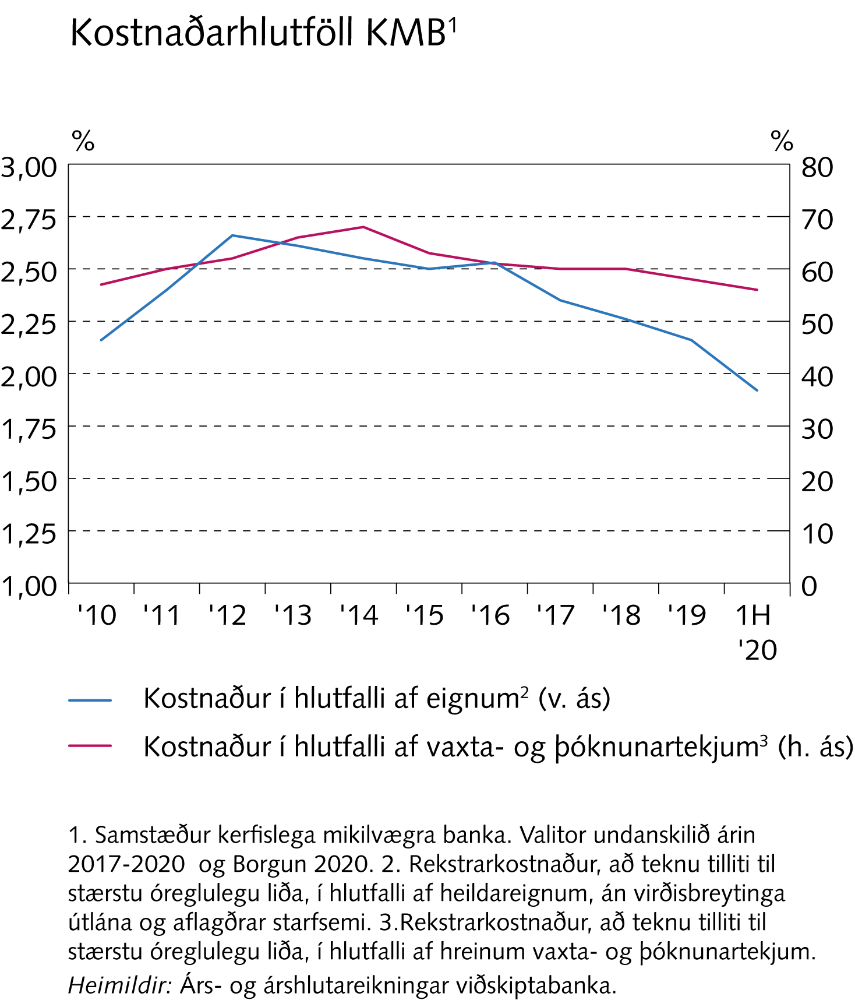 Kostnaðarhlutföll KMB¹
% %
3,00 80
2,75 70
2,50 60
2,25 50
2,00 40
1,75 30
1,50 20
1,25 10
1,00 0
'10 '11 '12 '13 '14 '15 '16 '17 '18 '19 1H
'20
Kostnaður í hlutfalli af eignum² (v. ás)
Kostnaður í hlutfalli af vaxta- og þóknunartekjum³ (h. ás)
1. Samstæður kerfislega mikilvægra banka. Valitor undanskilið árin
2017-2020 og Borgun 2020. 2. Rekstrarkostnaður, að teknu tilliti til
stærstu óreglulegu liða, í hlutfalli af heildareignum, án virðisbreytinga
útlána og aflagðrar starfsemi. 3.Rekstrarkostnaður, að teknu tilliti til
stærstu óreglulegu liða, í hlutfalli af hreinum vaxta- og þóknunartekjum.
Heimildir: Árs- og árshlutareikningar viðskiptabanka.